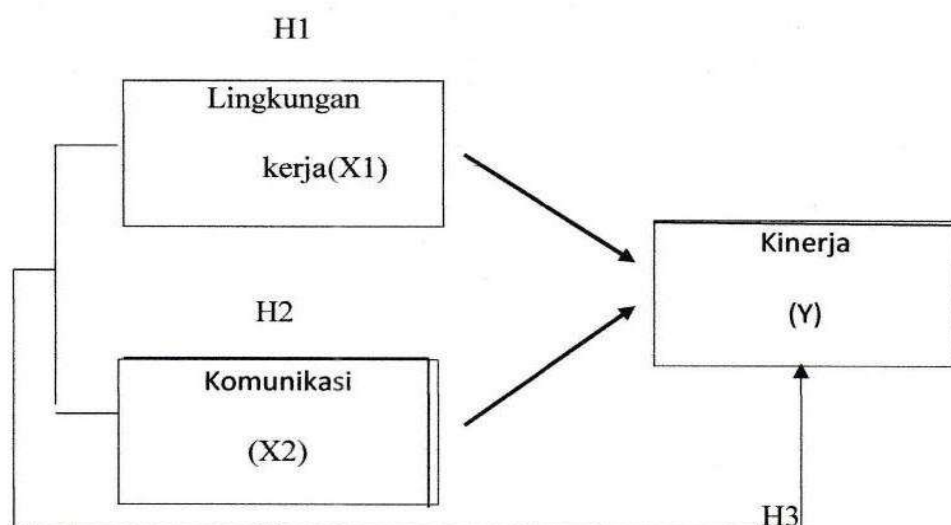 H1
Lingkungan
kerja(X1)
H2
Komunikasi
(X2)
Kinerja
(Y)
H3